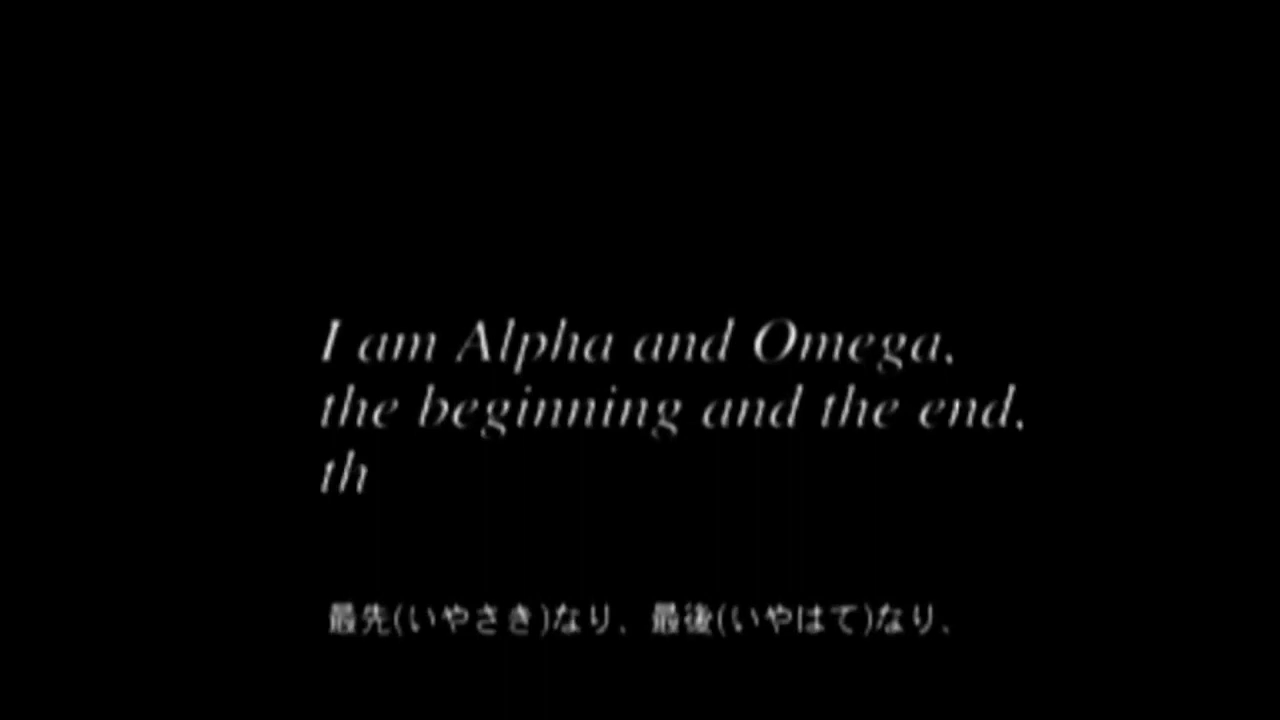 I am Alpha and Omega,
the beginning and the end,
th
最先(いやさき)なり、最後(いやはて)なり、